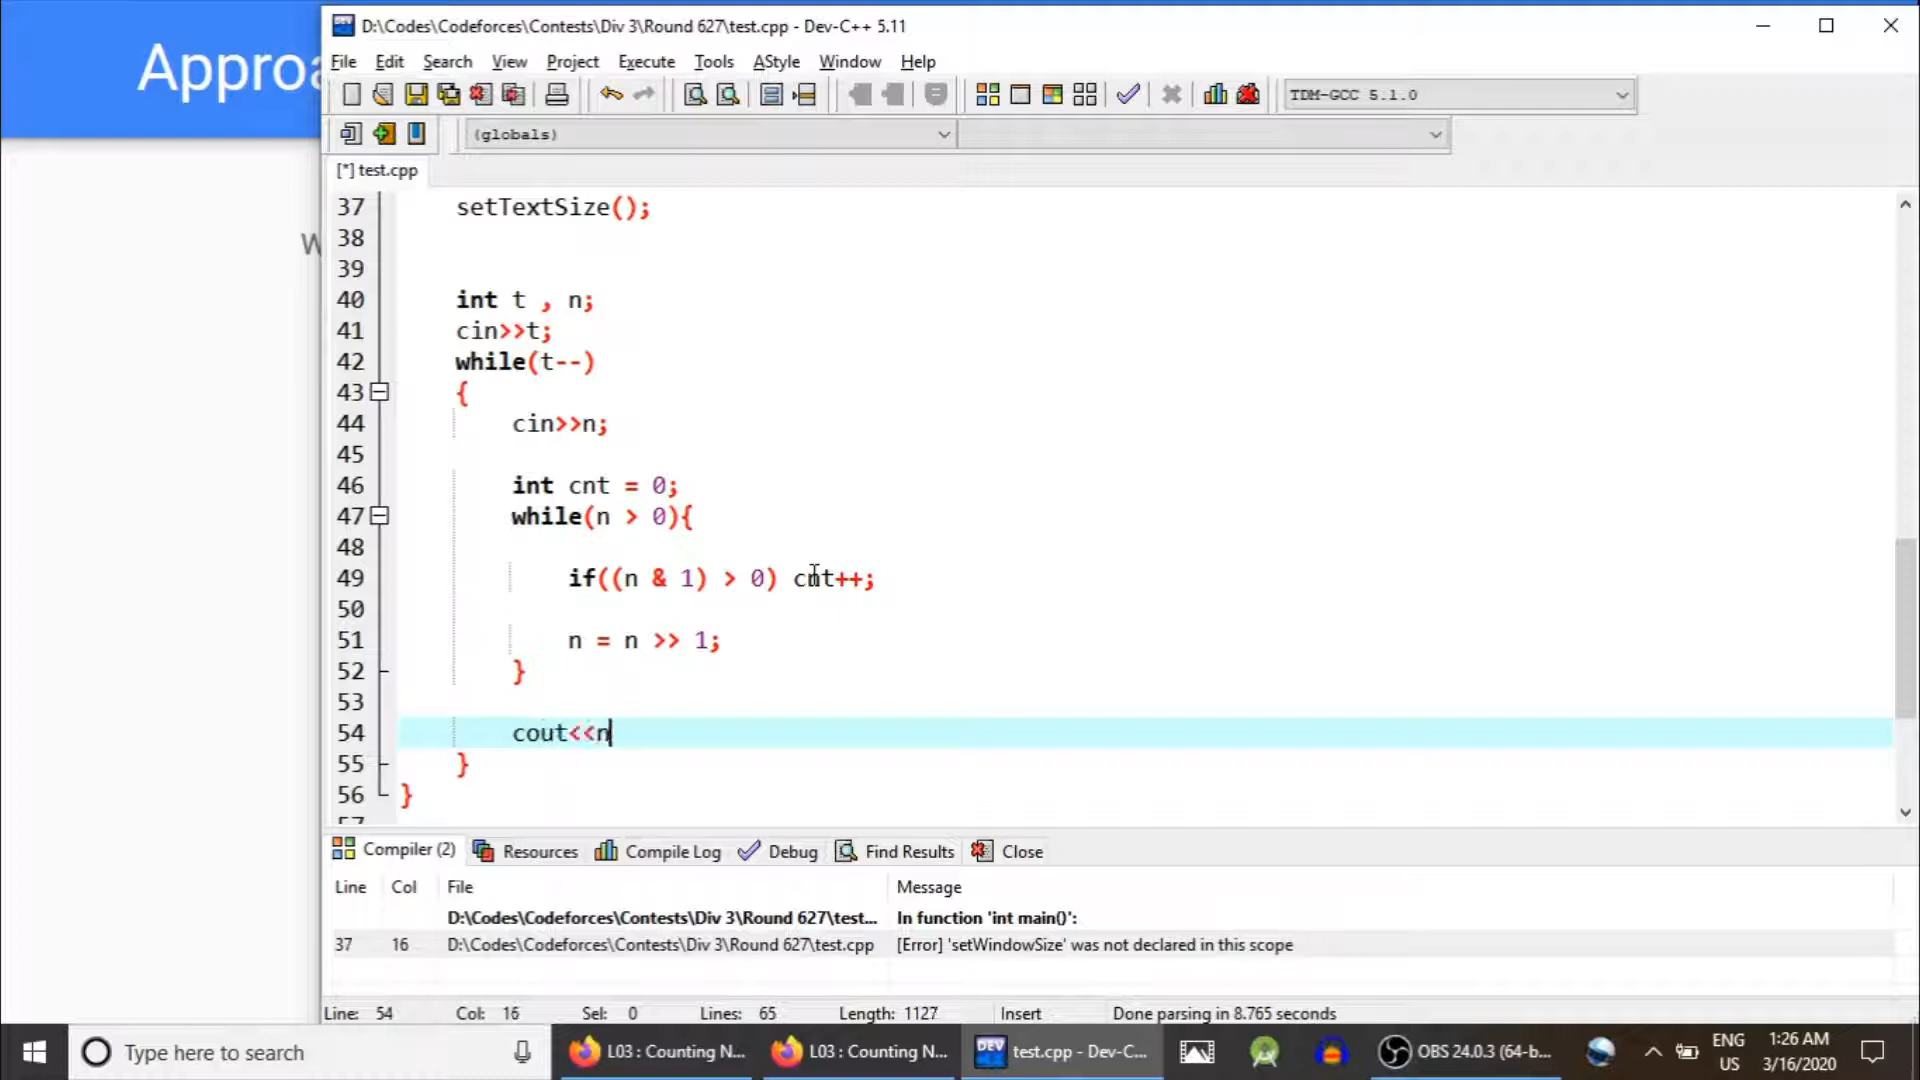 Approa
D:\Codes\Codeforces\Contests\Div 3\Round 627\test.cpp - Dev-C++ 5.11
File Edit Search View Project Execute Tools AStyle Window Help
TDM-GCC 5.1.0
(globals)
[*] test.cpp
W
37 setTextSize();
38
39
40 int t , n;
41 cin>>t;
42 while(t--)
43 {
44 cin>>n;
45
46 int cnt = 0;
47 while(n > 0){
48
49 if((n & 1) > 0) cnt++;
50
51 n = n >> 1;
52 }
53
54 cout<<n
55 }
56 }
57
Compiler (2) Resources Compile Log Debug Find Results Close
Line Col File Message
D:\Codes\Codeforces\Contests\Div 3\Round 627\test... In function 'int main()':
37 16 D:\Codes\Codeforces\Contests\Div 3\Round 627\test.cpp [Error] 'setWindowSize' was not declared in this scope
Line: 54 Col: 16 Sel: 0 Lines: 65 Length: 1127 Insert Done parsing in 8.765 seconds
Type here to search L03 : Counting N... L03 : Counting N... DEV test.cpp - Dev-C... OBS 24.0.3 (64-b... ENG US 1:26 AM 3/16/2020